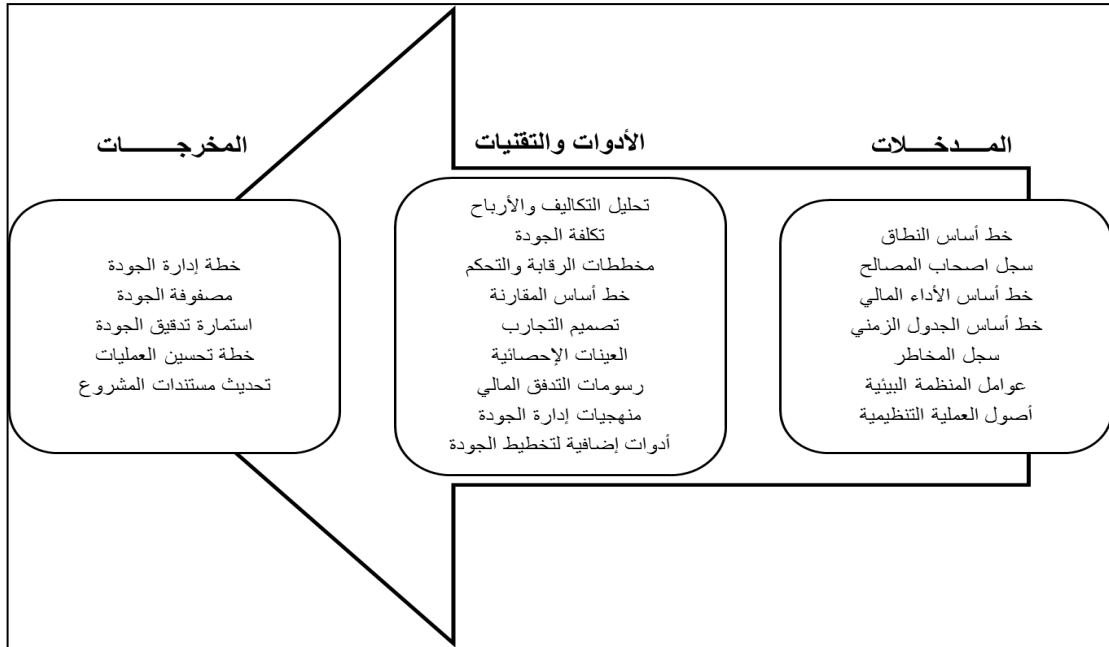 المدخلات
خط أساس النطاق
سجل اصحاب المصالح
خط أساس الأداء المالي
خط أساس الجدول الزمني
سجل المخاطر
عوامل المنظمة البيئية
أصول العملية التنظيمية
الأدوات والتقنيات
تحليل التكاليف والأرباح
تكلفة الجودة
مخططات الرقابة والتحكم
خط أساس المقارنة
تصميم التجارب
العينات الإحصائية
رسومات التدفق المالي
منهجيات إدارة الجودة
أدوات إضافية لتخطيط الجودة
المخرجات
خطة إدارة الجودة
مصفوفة الجودة
استمارة تدقيق الجودة
خطة تحسين العمليات
تحديث مستندات المشروع